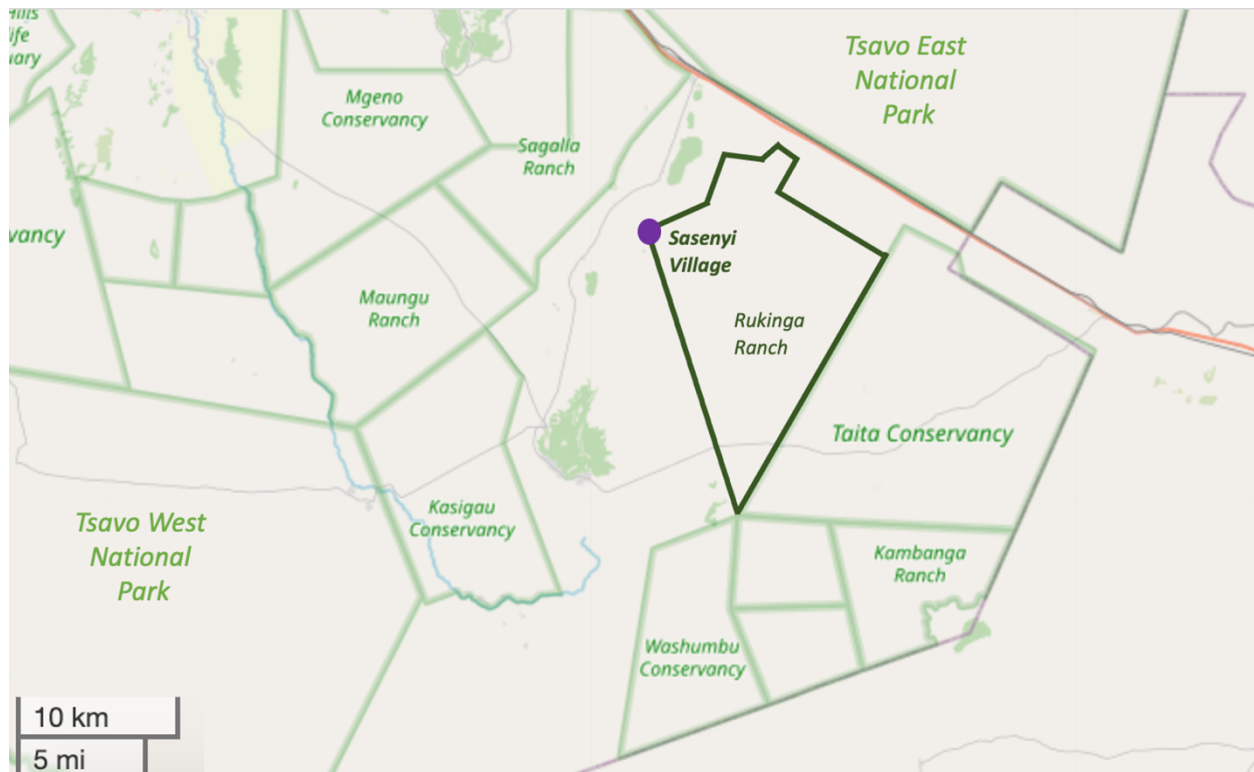 Hills
life
uary
Mgeno
Conservancy
Sagalla
Ranch
Tsavo East
National
Park
vancy
Sasenyi
Village
Maungu
Ranch
Rukinga
Ranch
Taita Conservancy
Tsavo West
National
Park
Kasigau
Conservancy
Kambanga
Ranch
Washumbu
Conservancy
10 km
5 mi